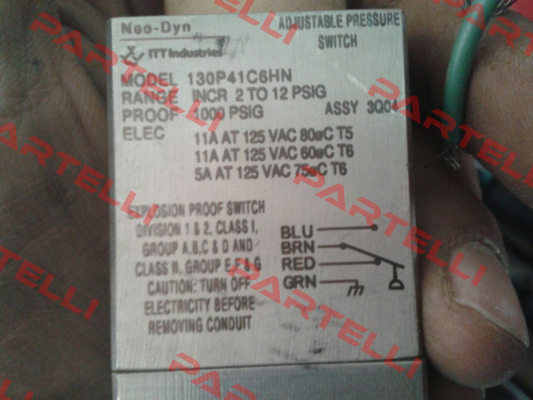 Neo-Dyn
ITT Industries
ADJUSTABLE PRESSURE
SWITCH
MODEL 130P41C6HN
RANGE INCR 2 TO 12 PSIG
PROOF 1000 PSIG ASSY 3Q04
ELEC 11A AT 125 VAC 80øC T5
11A AT 125 VAC 60øC T6
5A AT 125 VAC 75øC T6
EXPLOSION PROOF SWITCH
DIVISION 1 & 2, CLASS I,
GROUP A,B,C & D AND
CLASS II, GROUP E,F & G
CAUTION: TURN OFF
ELECTRICITY BEFORE
REMOVING CONDUIT
BLU
BRN
RED
GRN
PARTELLI
PARTELLI
PARTELLI
PARTELLI
PARTELLI
PARTELLI